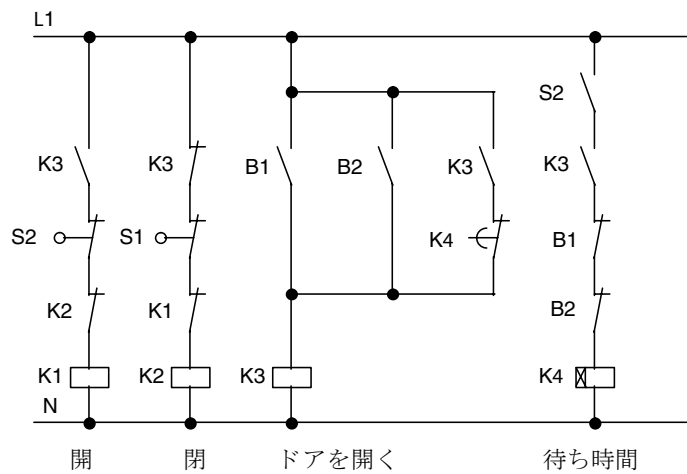 L1
S2
K3 K3 B1 B2 K3 K3
S2 S1 K4 B1
K2 K1 B2
K1 K2 K3 K4
N
開 閉 ドアを開く 待ち時間